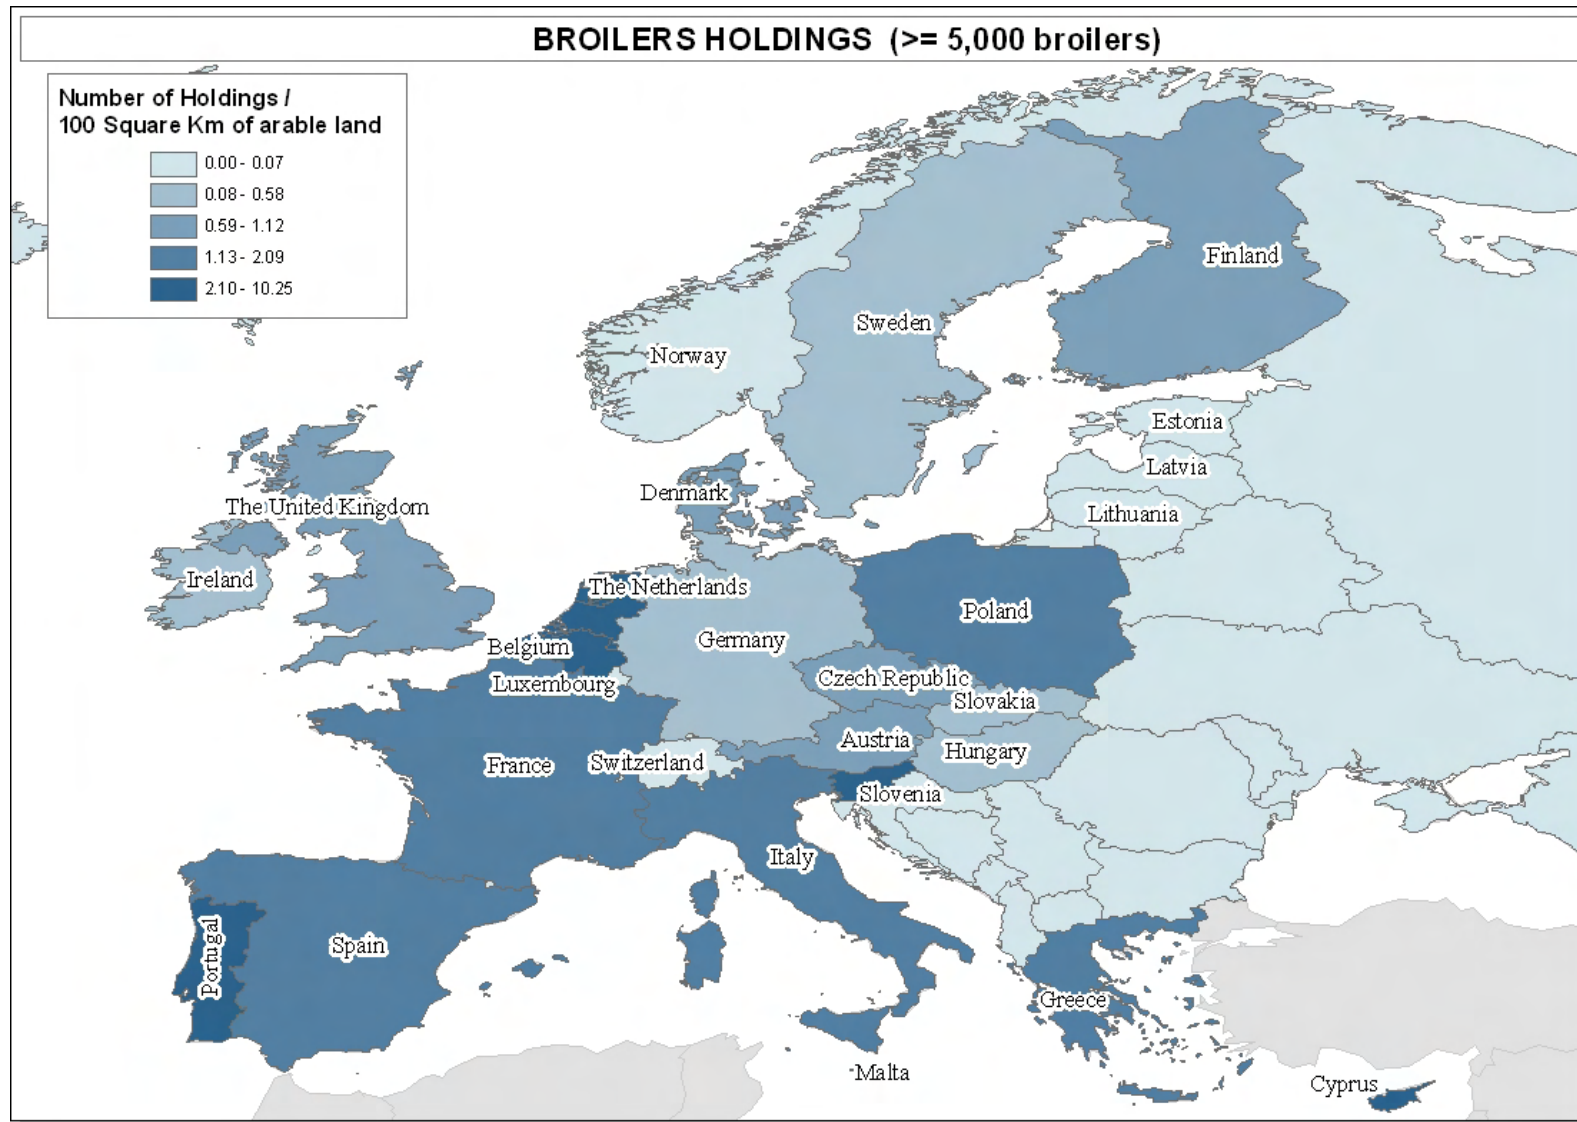 BROILERS HOLDINGS (>= 5,000 broilers)
Number of Holdings /
100 Square Km of arable land
0.00 - 0.07
0.08 - 0.58
0.59 - 1.12
1.13 - 2.09
2.10 - 10.25
Finland
Sweden
Norway
Estonia
Latvia
Denmark
The United Kingdom
Lithuania
Ireland
The Netherlands
Poland
Germany
Belgium
Czech Republic
Luxembourg
Slovakia
Austria
Hungary
Switzerland
France
Slovenia
Italy
Spain
Portugal
Greece
Malta
Cyprus